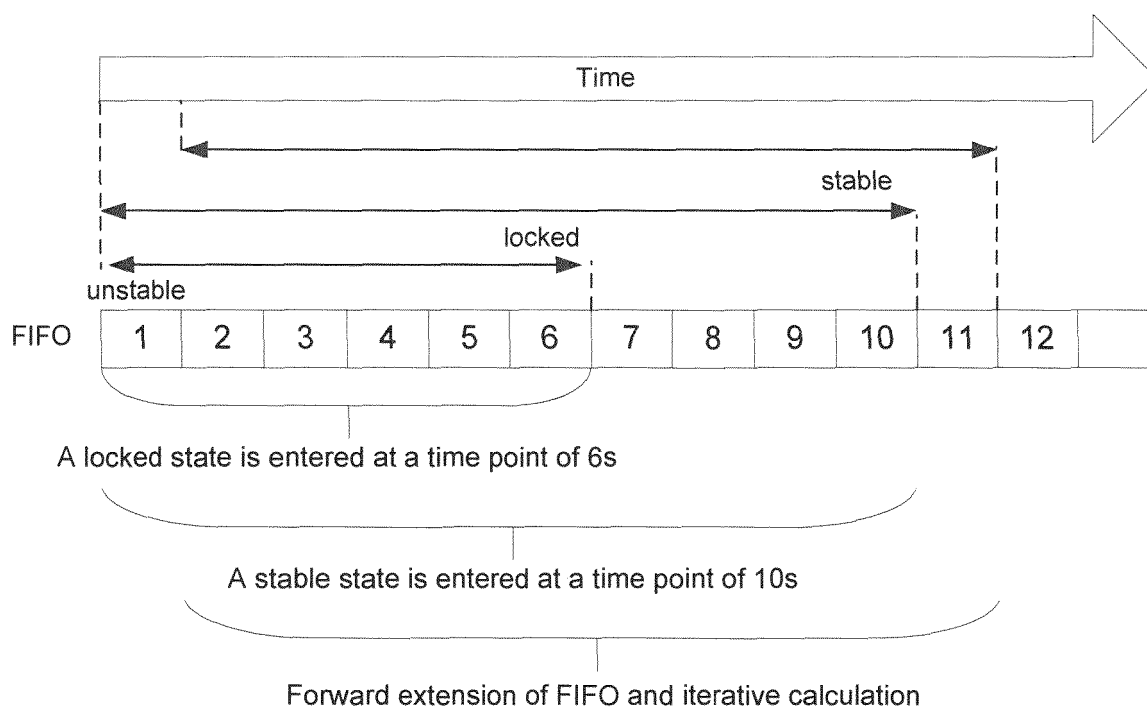 Time
stable
locked
unstable
FIFO 1 2 3 4 5 6 7 8 9 10 11 12
A locked state is entered at a time point of 6s
A stable state is entered at a time point of 10s
Forward extension of FIFO and iterative calculation